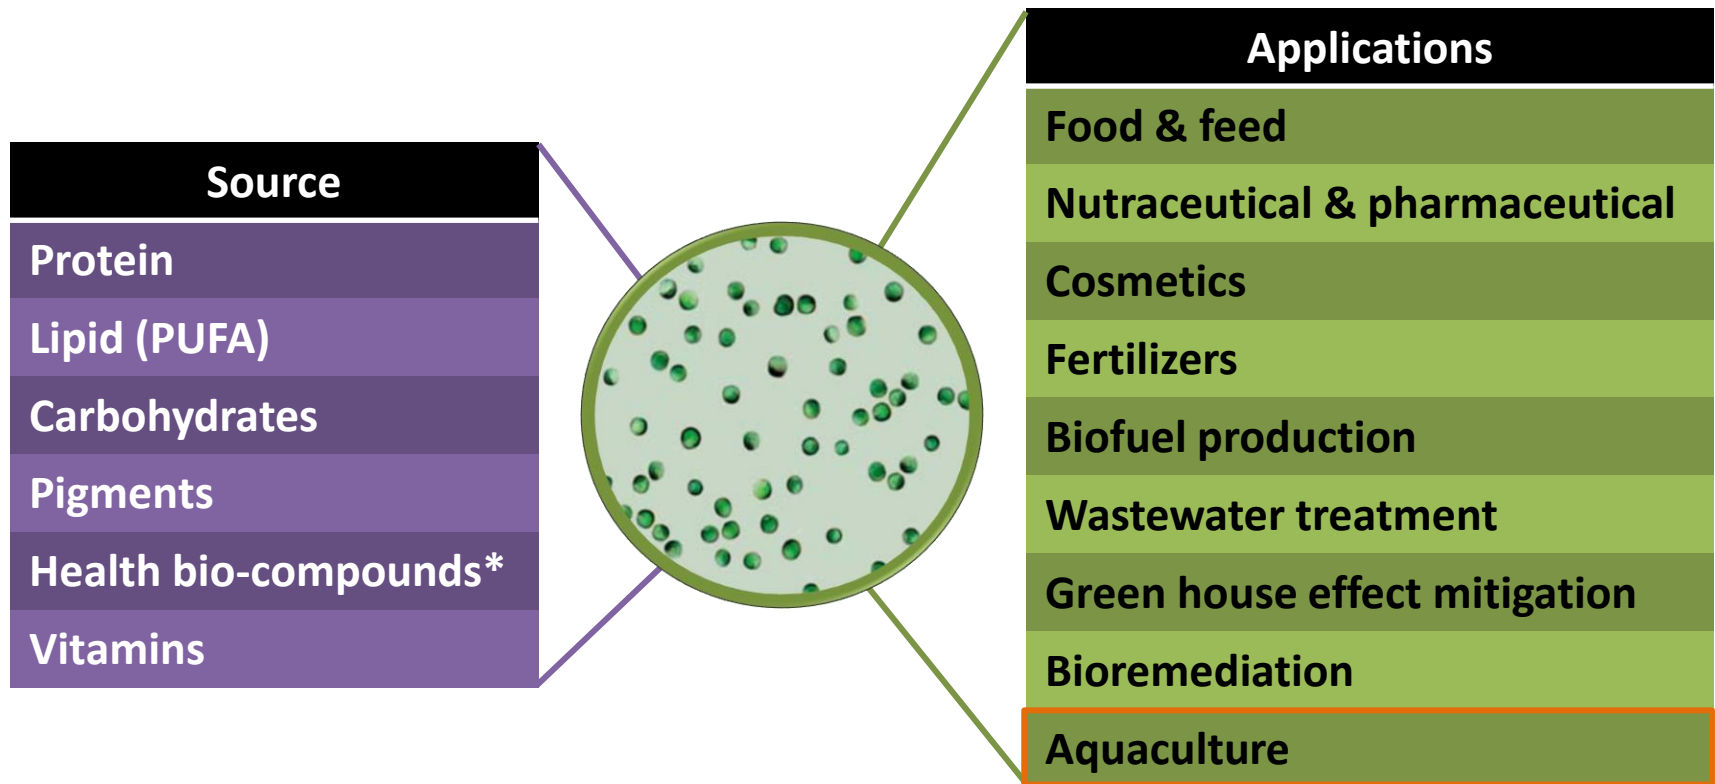 Source
Protein
Lipid (PUFA)
Carbohydrates
Pigments
Health bio-compounds*
Vitamins
Applications
Food & feed
Nutraceutical & pharmaceutical
Cosmetics
Fertilizers
Biofuel production
Wastewater treatment
Green house effect mitigation
Bioremediation
Aquaculture